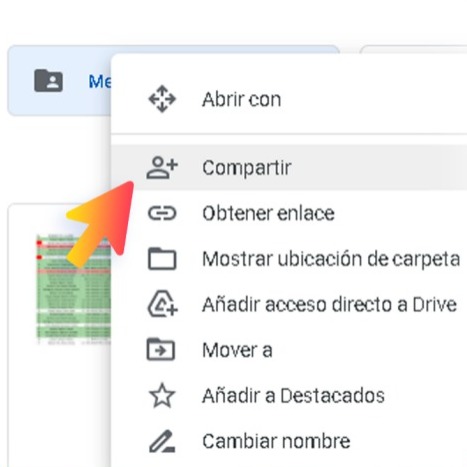 Me
Abrir con
Compartir
Obtener enlace
Mostrar ubicación de carpeta
Añadir acceso directo a Drive
Mover a
Añadir a Destacados
Cambiar nombre